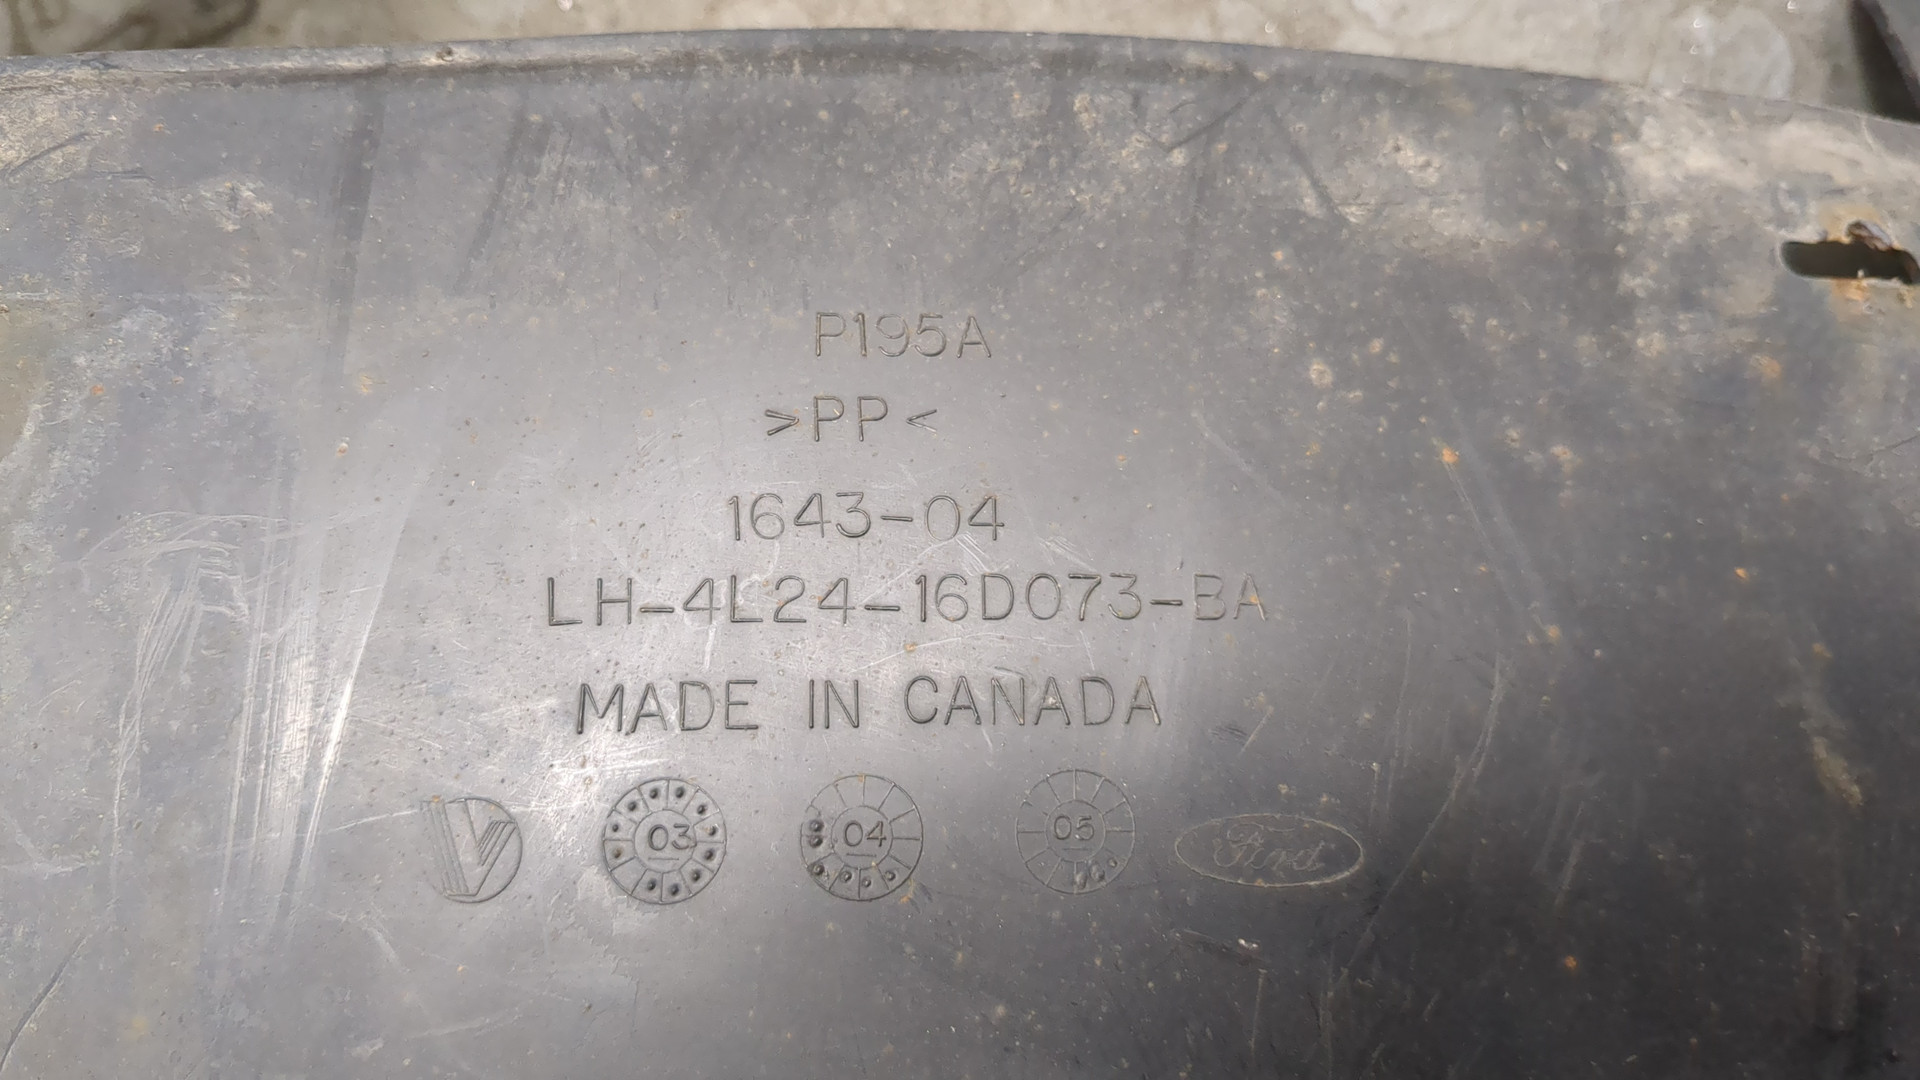 P195A
>PP<
1643-04
LH-4L24-16D073-BA
MADE IN CANADA
03 04 05 Ford